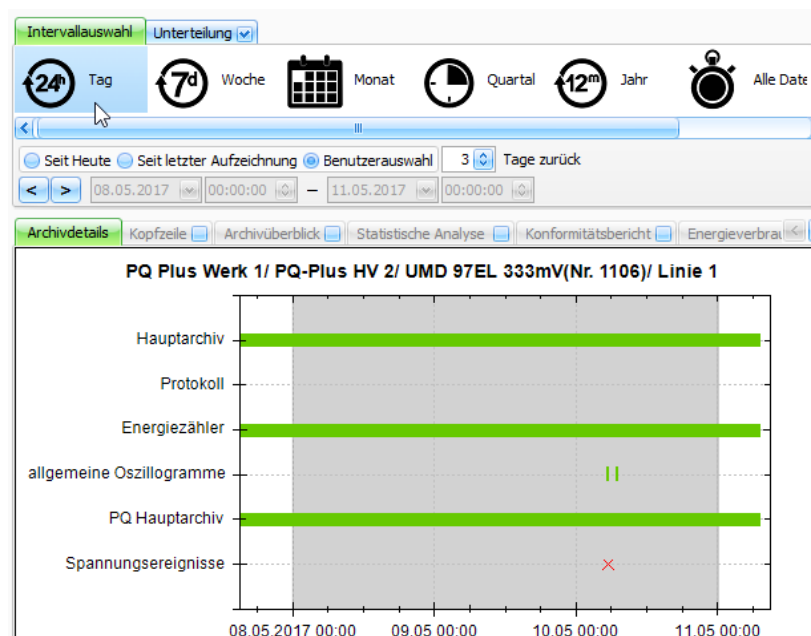 Intervallauswahl Unterteilung
24h Tag 7d Woche Monat Quartal 12m Jahr Alle Date
Seit Heute Seit letzter Aufzeichnung Benutzerauswahl 3 Tage zurück
< > 08.05.2017 00:00:00 – 11.05.2017 00:00:00
Archivdetails Kopfzeile Archivüberblick Statistische Analyse Konformitätsbericht Energieverbrau
PQ Plus Werk 1/ PQ-Plus HV 2/ UMD 97EL 333mV(Nr. 1106)/ Linie 1
Hauptarchiv
Protokoll
Energiezähler
allgemeine Oszillogramme
PQ Hauptarchiv
Spannungsereignisse
08.05.2017 00:00 09.05 00:00 10.05 00:00 11.05 00:00